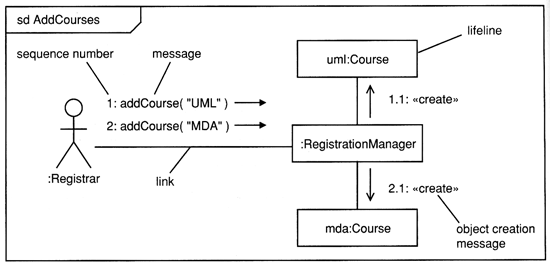 sd AddCourses
sequence number
message
lifeline
uml:Course
1: addCourse( "UML" )
1.1: «create»
2: addCourse( "MDA" )
:RegistrationManager
:Registrar
link
2.1: «create»
mda:Course
object creation
message